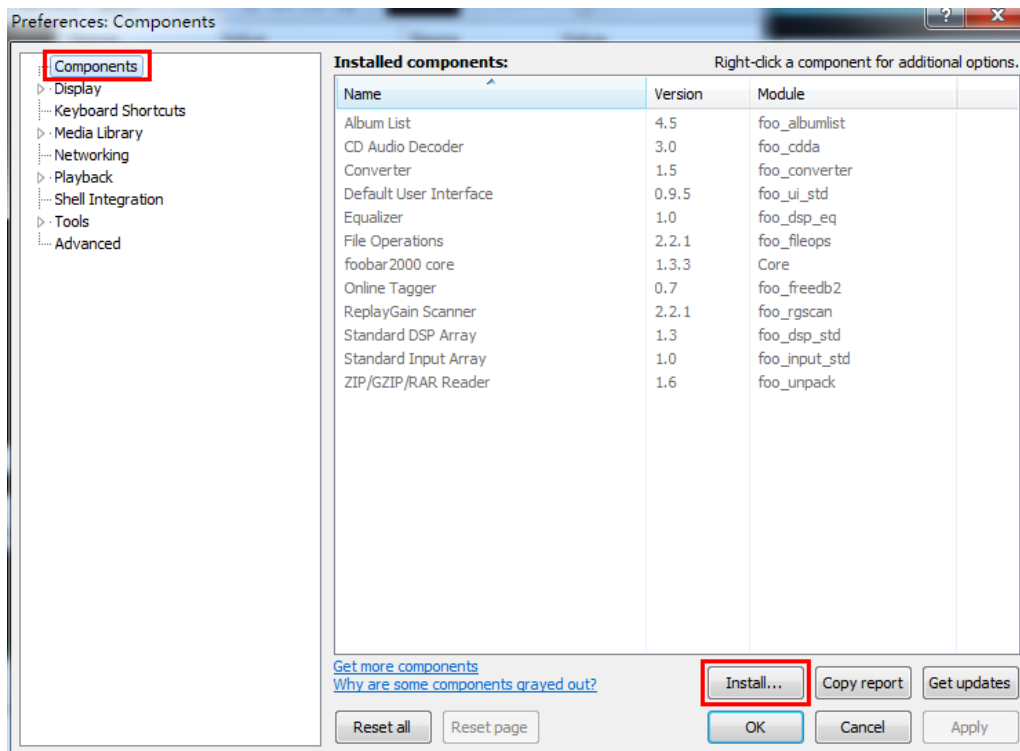 Preferences: Components
?
x
Components
Display
Keyboard Shortcuts
Media Library
Networking
Playback
Shell Integration
Tools
Advanced
Installed components: Right-click a component for additional options.
Name Version Module
Album List 4.5 foo_albumlist
CD Audio Decoder 3.0 foo_cdda
Converter 1.5 foo_converter
Default User Interface 0.9.5 foo_ui_std
Equalizer 1.0 foo_dsp_eq
File Operations 2.2.1 foo_fileops
foobar2000 core 1.3.3 Core
Online Tagger 0.7 foo_freedb2
ReplayGain Scanner 2.2.1 foo_rgscan
Standard DSP Array 1.3 foo_dsp_std
Standard Input Array 1.0 foo_input_std
ZIP/GZIP/RAR Reader 1.6 foo_unpack
Get more components
Why are some components grayed out?
Install... Copy report Get updates
Reset all Reset page OK Cancel Apply